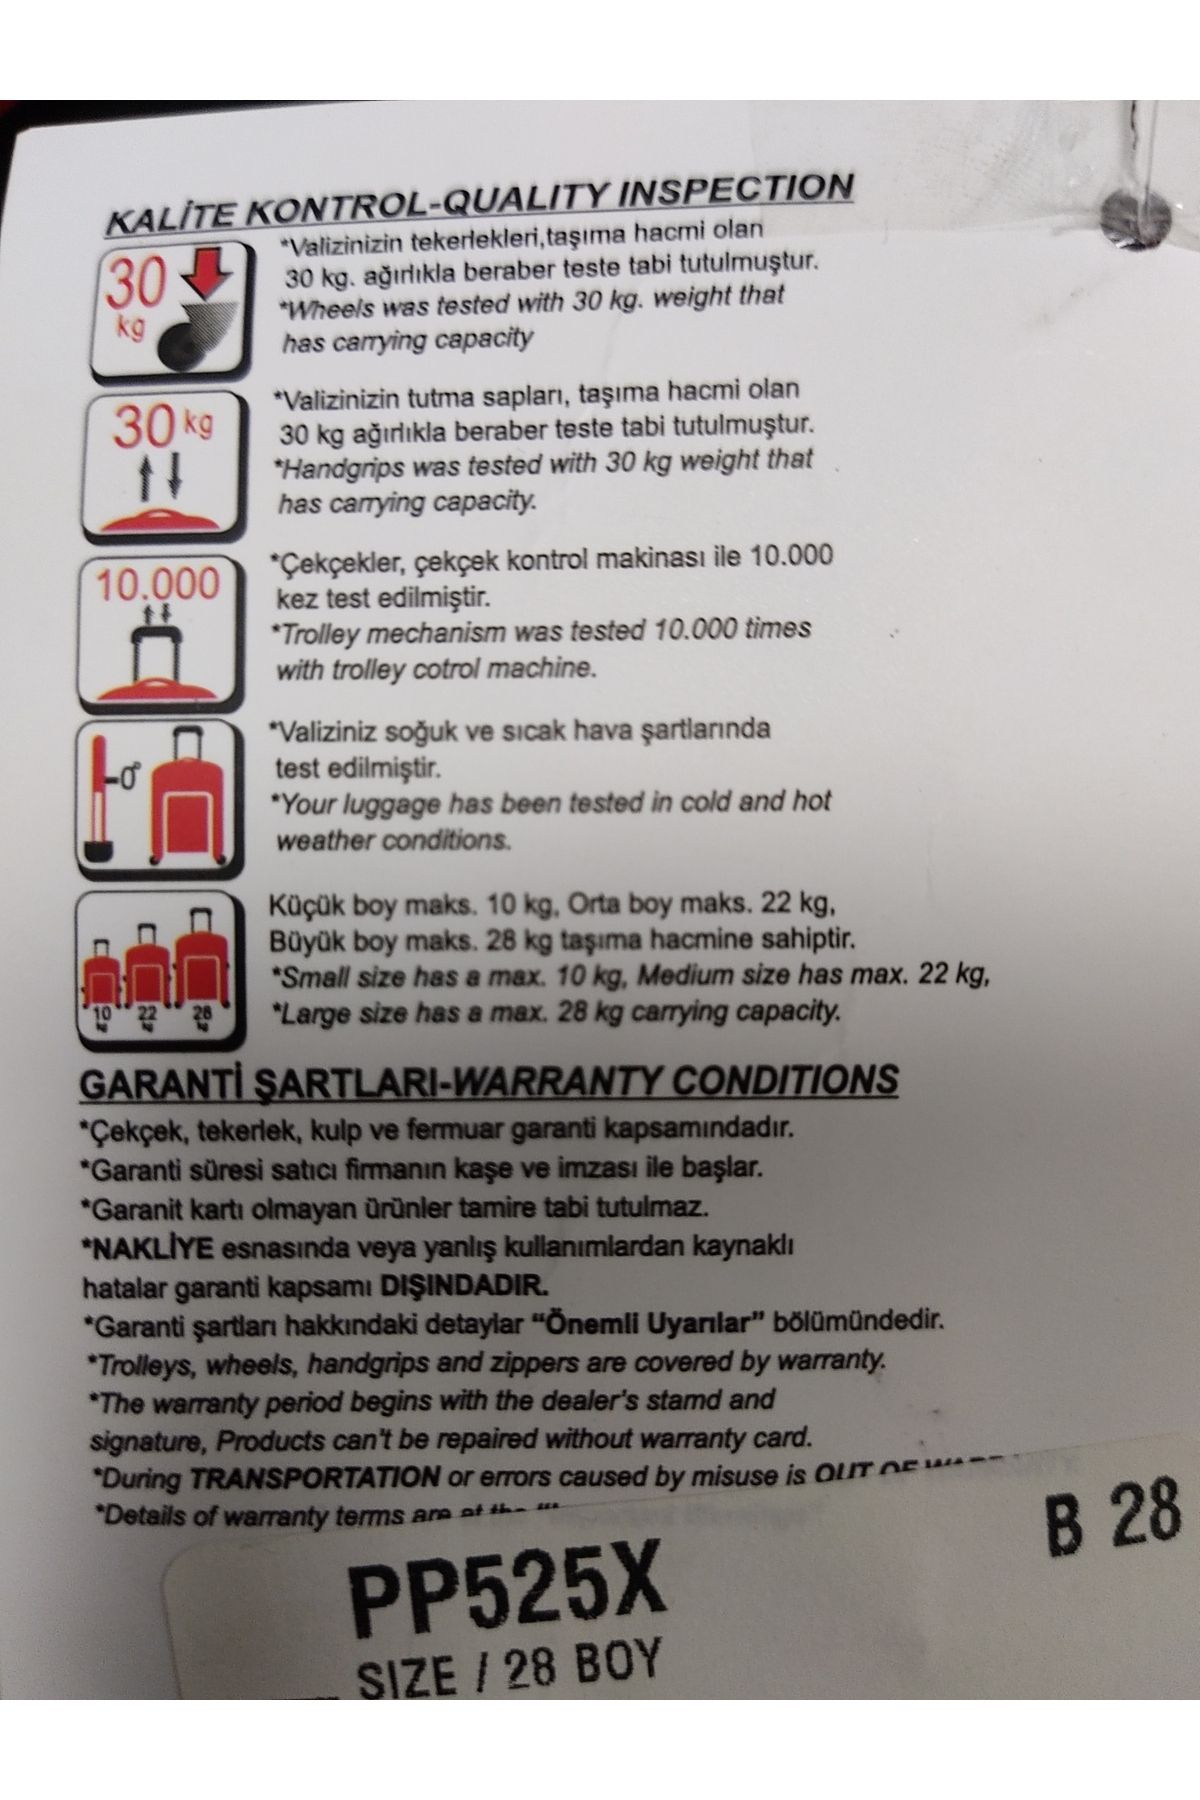 KALİTE KONTROL-QUALITY INSPECTION
30
kg
*Valizinizin tekerlekleri,taşıma hacmi olan
30 kg. ağırlıkla beraber teste tabi tutulmuştur.
*Wheels was tested with 30 kg. weight that
has carrying capacity
30 kg
*Valizinizin tutma sapları, taşıma hacmi olan
30 kg ağırlıkla beraber teste tabi tutulmuştur.
*Handgrips was tested with 30 kg weight that
has carrying capacity.
10.000
*Çekçekler, çekçek kontrol makinası ile 10.000
kez test edilmiştir.
*Trolley mechanism was tested 10.000 times
with trolley cotrol machine.
*Valiziniz soğuk ve sıcak hava şartlarında
test edilmiştir.
*Your luggage has been tested in cold and hot
weather conditions.
10 kg 22 kg 28 kg
Küçük boy maks. 10 kg, Orta boy maks. 22 kg,
Büyük boy maks. 28 kg taşıma hacmine sahiptir.
*Small size has a max. 10 kg, Medium size has max. 22 kg,
*Large size has a max. 28 kg carrying capacity.
GARANTİ ŞARTLARI-WARRANTY CONDITIONS
*Çekçek, tekerlek, kulp ve fermuar garanti kapsamındadır.
*Garanti süresi satıcı firmanın kaşe ve imzası ile başlar.
*Garanit kartı olmayan ürünler tamire tabi tutulmaz.
*NAKLİYE esnasında veya yanlış kullanımlardan kaynaklı
hatalar garanti kapsamı DIŞINDADIR.
*Garanti şartları hakkındaki detaylar “Önemli Uyarılar” bölümündedir.
*Trolleys, wheels, handgrips and zippers are covered by warranty.
*The warranty period begins with the dealer's stamd and
signature, Products can't be repaired without warranty card.
*During TRANSPORTATION or errors caused by misuse is OUT OF
*Details of warranty terms are at the
B 28
PP525X
SIZE / 28 BOY